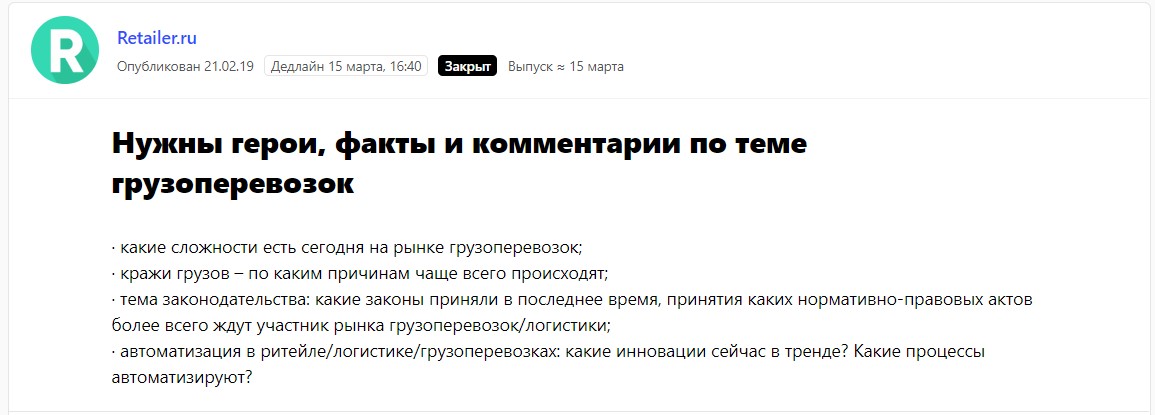 R
Retailer.ru
Опубликован 21.02.19 Дедлайн 15 марта, 16:40 Закрыт Выпуск ≈ 15 марта
Нужны герои, факты и комментарии по теме
грузоперевозок
· какие сложности есть сегодня на рынке грузоперевозок;
· кражи грузов – по каким причинам чаще всего происходят;
· тема законодательства: какие законы приняли в последнее время, принятия каких нормативно-правовых актов
более всего ждут участник рынка грузоперевозок/логистики;
· автоматизация в ритейле/логистике/грузоперевозках: какие инновации сейчас в тренде? Какие процессы
автоматизируют?